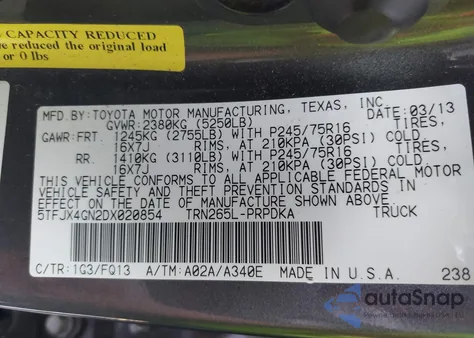 CAPACITY REDUCED
ve reduced the original load
or 0 lbs
MFD. BY: TOYOTA MOTOR MANUFACTURING, TEXAS, INC.
GVWR: 2380KG (5250LB) 03/13
GAWR: FRT. 1245KG (2755LB) WITH P245/75R16 TIRES,
16X7J RIMS, AT 210KPA (30PSI) COLD.
RR. 1410KG (3110LB) WITH P245/75R16 TIRES,
16X7J RIMS, AT 210KPA (30PSI) COLD.
THIS VEHICLE CONFORMS TO ALL APPLICABLE FEDERAL MOTOR
VEHICLE SAFETY AND THEFT PREVENTION STANDARDS IN
EFFECT ON THE DATE OF MANUFACTURE SHOWN ABOVE.
5TFJX4GN2DX020854 TRN265L-PRPDKA TRUCK
C/TR:1G3/FQ13 A/TM:A02A/A340E MADE IN U.S.A. 238
autoSnap